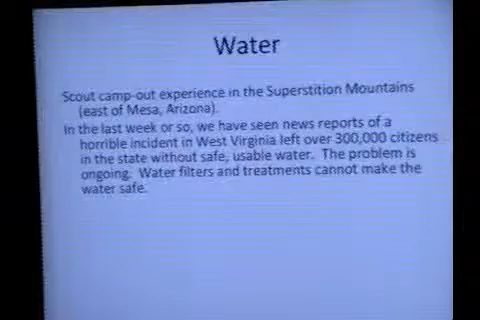 Water
Scout camp-out experience in the Superstition Mountains
(east of Mesa, Arizona).
In the last week or so, we have seen news reports of a
horrible incident in West Virginia left over 300,000 citizens
in the state without safe, usable water. The problem is
ongoing. Water filters and treatments cannot make the
water safe.